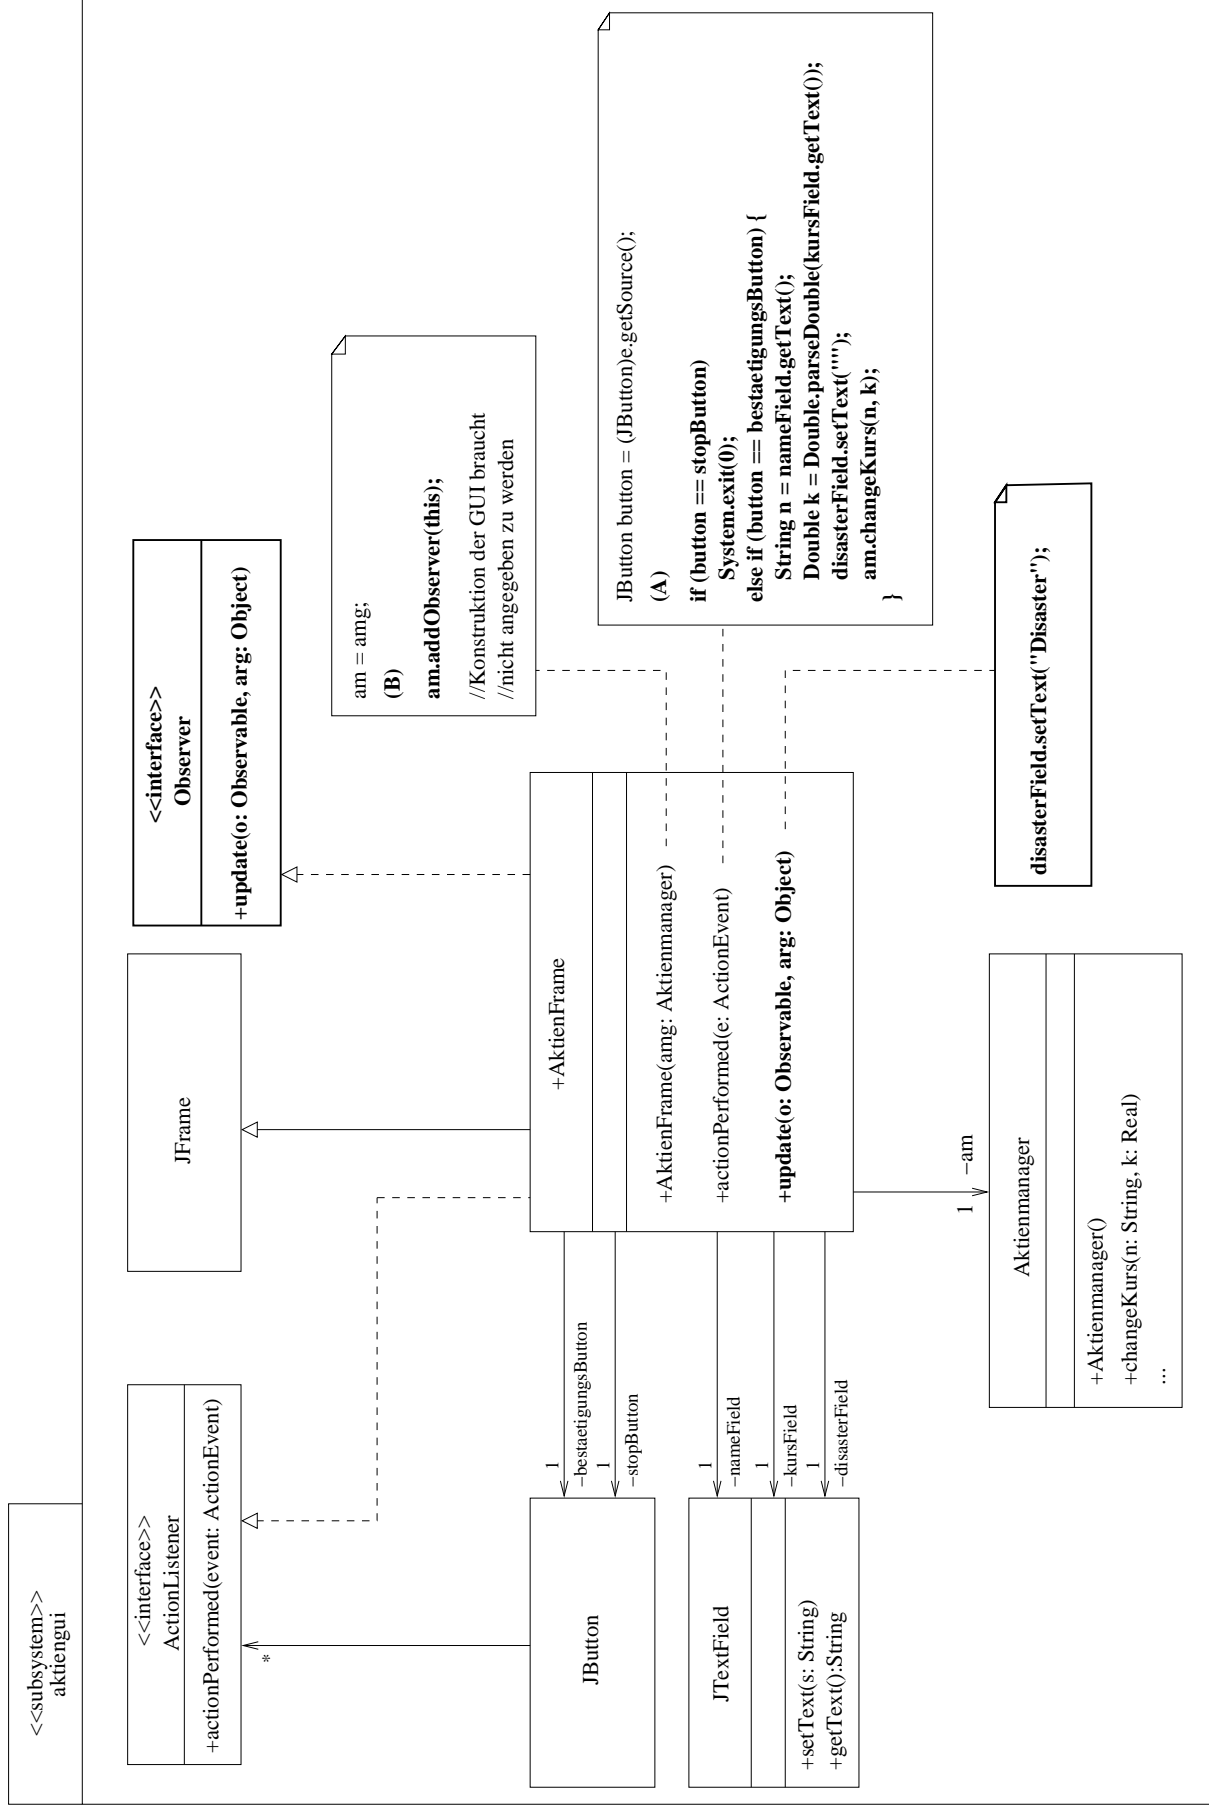 <<subsystem>>
aktiengui
<<interface>>
ActionListener
+actionPerformed(event: ActionEvent)
JFrame
<<interface>>
Observer
+update(o: Observable, arg: Object)
*
am = amg;
(B)
am.addObserver(this);
//Konstruktion der GUI braucht
//nicht angegeben zu werden
JButton
1
−bestaetigungsButton
1
−stopButton
+AktienFrame
+AktienFrame(amg: Aktienmanager)
+actionPerformed(e: ActionEvent)
+update(o: Observable, arg: Object)
JButton button = (JButton)e.getSource();
(A)
if (button == stopButton)
System.exit(0);
else if (button == bestaetigungsButton) {
String n = nameField.getText();
Double k = Double.parseDouble(kursField.getText());
disasterField.setText("");
am.changeKurs(n, k);
}
JTextField
+setText(s: String)
+getText():String
1
−nameField
1
−kursField
1
−disasterField
1
−am
Aktienmanager
+Aktienmanager()
+changeKurs(n: String, k: Real)
...
disasterField.setText("Disaster");